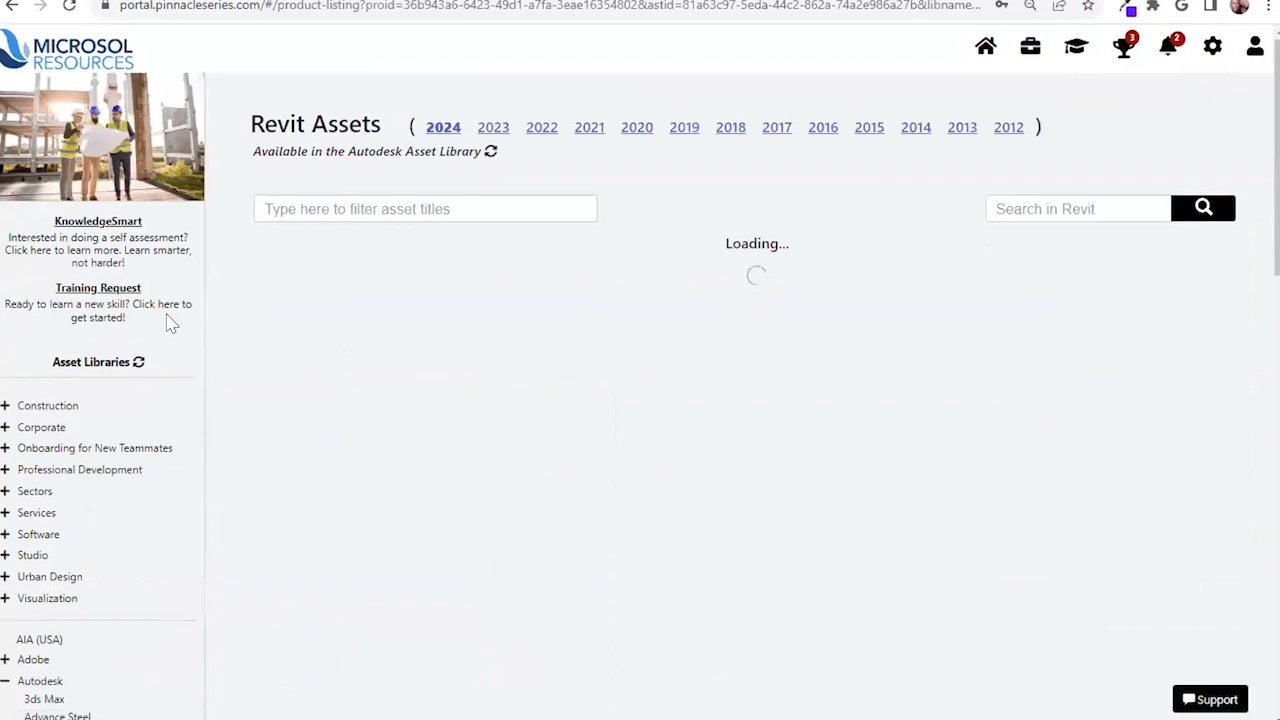 portal.pinnacleseries.com/#/product-listing?proid=36b943a6-6423-49d1-a7fa-3eae16354802&astid=81a63c97-5eda-44c2-862a-74a2e986a27b&libname...
MICROSOL
RESOURCES
3
2
Revit Assets ( 2024 2023 2022 2021 2020 2019 2018 2017 2016 2015 2014 2013 2012 )
Available in the Autodesk Asset Library
Type here to filter asset titles
Search in Revit
Loading...
KnowledgeSmart
Interested in doing a self assessment?
Click here to learn more. Learn smarter,
not harder!
Training Request
Ready to learn a new skill? Click here to
get started!
Asset Libraries
Construction
Corporate
Onboarding for New Teammates
Professional Development
Sectors
Services
Software
Studio
Urban Design
Visualization
AIA (USA)
Adobe
Autodesk
3ds Max
Advance Steel
Support